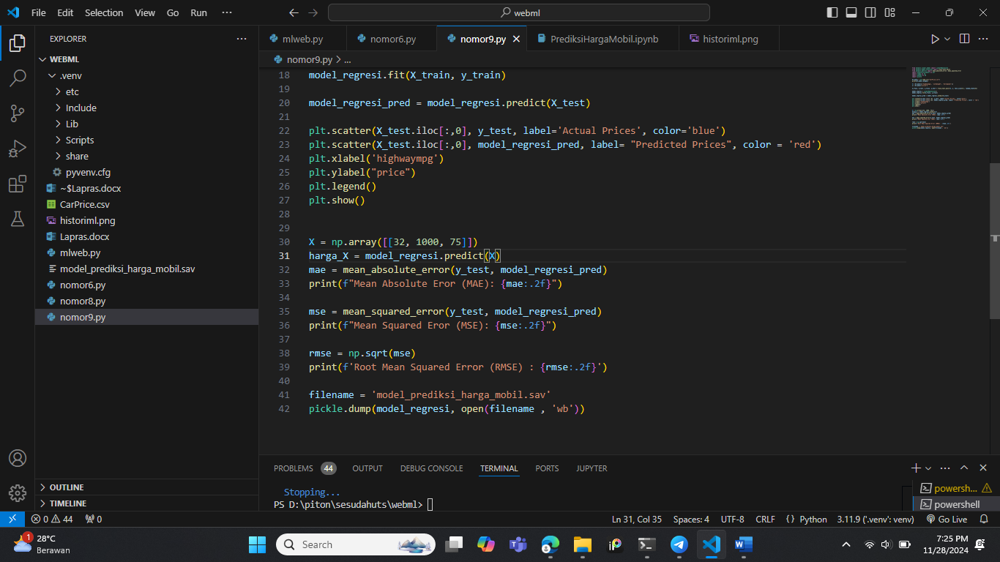 File Edit Selection View Go Run ··· webml
EXPLORER ···
WEBML
.venv
etc
Include
Lib
Scripts
share
pyvenv.cfg
~$Lapras.docx
CarPrice.csv
historiml.png
Lapras.docx
mlweb.py
model_prediksi_harga_mobil.sav
nomor6.py
nomor8.py
nomor9.py
OUTLINE
TIMELINE
mlweb.py nomor6.py nomor9.py PrediksiHargaMobil.ipynb historiml.png
nomor9.py > ...
18 model_regresi.fit(X_train, y_train)
19
20 model_regresi_pred = model_regresi.predict(X_test)
21
22 plt.scatter(X_test.iloc[:,0], y_test, label='Actual Prices', color='blue')
23 plt.scatter(X_test.iloc[:,0], model_regresi_pred, label= "Predicted Prices", color = 'red')
24 plt.xlabel('highwaympg')
25 plt.ylabel("price")
26 plt.legend()
27 plt.show()
28
29
30 X = np.array([[32, 1000, 75]])
31 harga_X = model_regresi.predict(X)
32 mae = mean_absolute_error(y_test, model_regresi_pred)
33 print(f"Mean Absolute Eror (MAE): {mae:.2f}")
34
35 mse = mean_squared_error(y_test, model_regresi_pred)
36 print(f"Mean Squared Eror (MSE): {mse:.2f}")
37
38 rmse = np.sqrt(mse)
39 print(f'Root Mean Squared Error (RMSE) : {rmse:.2f}')
40
41 filename = 'model_prediksi_harga_mobil.sav'
42 pickle.dump(model_regresi, open(filename , 'wb'))
PROBLEMS 44 OUTPUT DEBUG CONSOLE TERMINAL PORTS JUPYTER
Stopping...
PS D:\piton\sesudahuts\webml>
powersh...
powershell
0 44 0 Ln 31, Col 35 Spaces: 4 UTF-8 CRLF Python 3.11.9 ('.venv': venv) Go Live
1
28°C
Berawan
Search
7:25 PM
11/28/2024